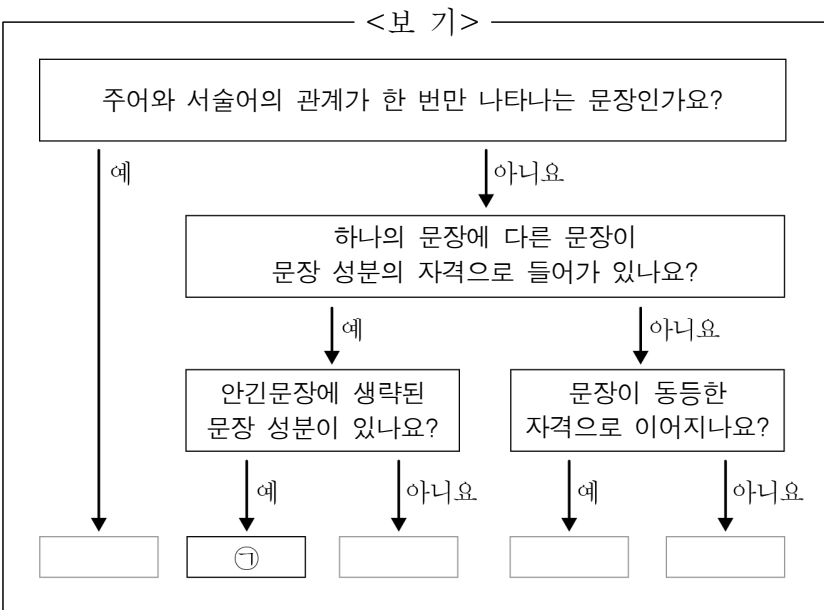 <보 기>
주어와 서술어의 관계가 한 번만 나타나는 문장인가요?
예
아니요
하나의 문장에 다른 문장이
문장 성분의 자격으로 들어가 있나요?
예
아니요
안긴문장에 생략된
문장 성분이 있나요?
문장이 동등한
자격으로 이어지나요?
예
아니요
예
아니요
㉠